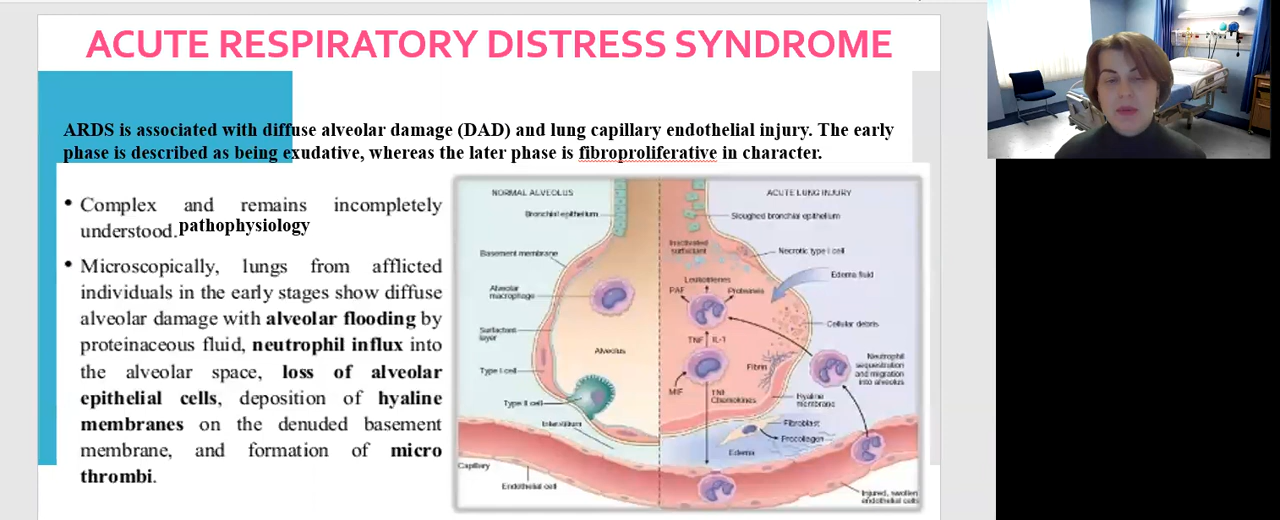 ACUTE RESPIRATORY DISTRESS SYNDROME
ARDS is associated with diffuse alveolar damage (DAD) and lung capillary endothelial injury. The early
phase is described as being exudative, whereas the later phase is fibroproliferative in character.
• Complex and remains incompletely
understood.
pathophysiology
• Microscopically, lungs from afflicted
individuals in the early stages show diffuse
alveolar damage with alveolar flooding by
proteinaceous fluid, neutrophil influx into
the alveolar space, loss of alveolar
epithelial cells, deposition of hyaline
membranes on the denuded basement
membrane, and formation of micro
thrombi.
NORMAL ALVEOLUS
Bronchial epithelium
Basement membrane
Alveolar
macrophage
Surfactant
layer
Type I cell
Alveolus
Type II cell
Interstitium
Capillary
Endothelial cell
ACUTE LUNG INJURY
Sloughed bronchial epithelium
Inactivated
surfactant
Necrotic type I cell
Edema fluid
Leukotrienes
PAF
Proteases
Cellular debris
TNF
IL-1
Fibrin
Neutrophil
sequestration
and migration
into alveolus
MIF
TNF
Chemokines
Hyaline
membrane
Fibroblast
Procollagen
Edema
Injured, swollen
endothelial cells